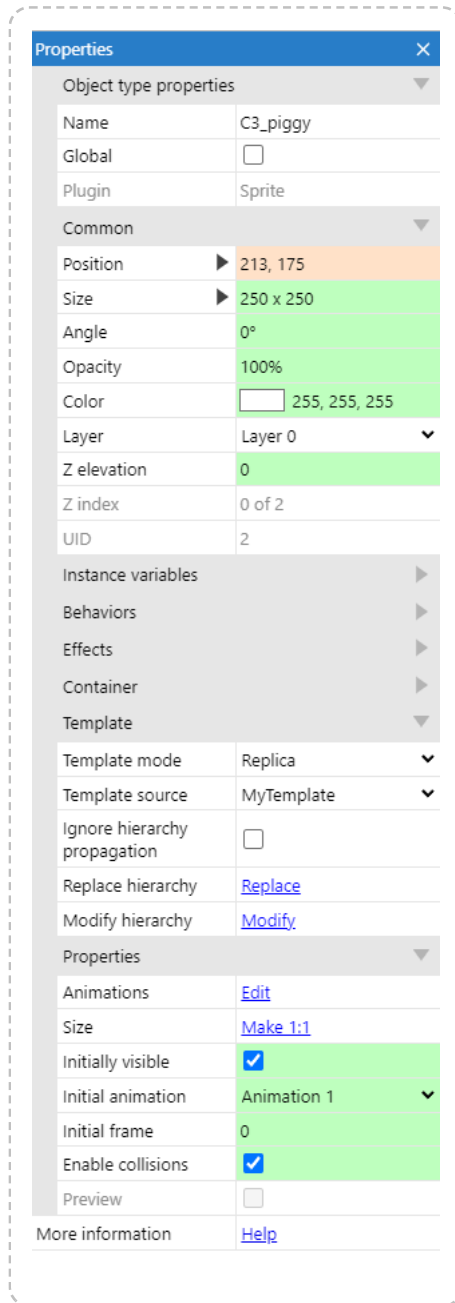 Properties
Object type properties
Name C3_piggy
Global
Plugin Sprite
Common
Position 213, 175
Size 250 x 250
Angle 0°
Opacity 100%
Color 255, 255, 255
Layer Layer 0
Z elevation 0
Z index 0 of 2
UID 2
Instance variables
Behaviors
Effects
Container
Template
Template mode Replica
Template source MyTemplate
Ignore hierarchy
propagation
Replace hierarchy Replace
Modify hierarchy Modify
Properties
Animations Edit
Size Make 1:1
Initially visible
Initial animation Animation 1
Initial frame 0
Enable collisions
Preview
More information Help